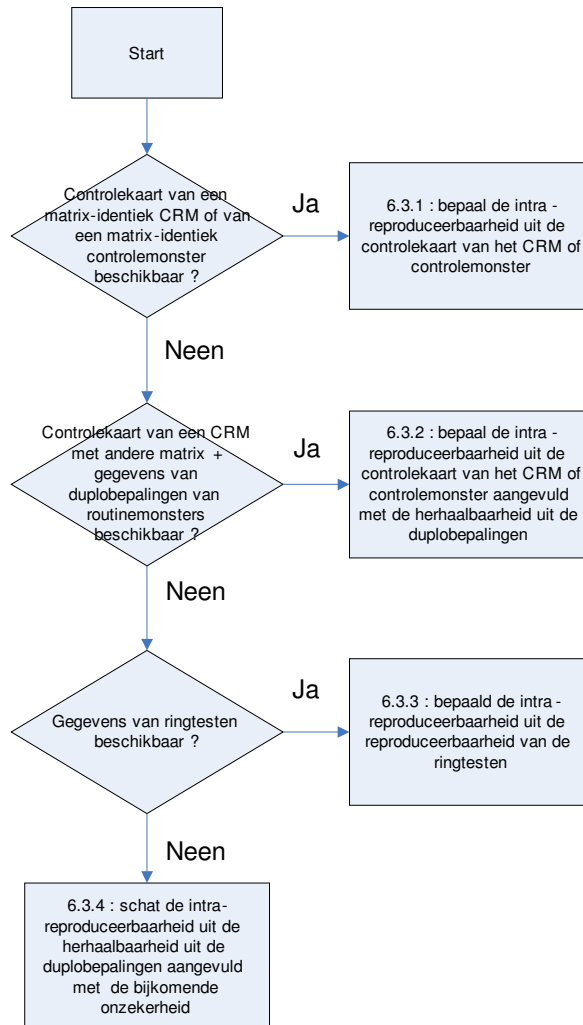 Start
Controlekaart van een
matrix-identiek CRM of van
een matrix-identiek
controlemonster
beschikbaar ?
Ja
6.3.1 : bepaal de intra -
reproduceerbaarheid uit de
controlekaart van het CRM of
controlemonster
Neen
Controlekaart van een CRM
met andere matrix +
gegevens van
duplobepalingen van
routinemonsters
beschikbaar ?
Ja
6.3.2 : bepaal de intra -
reproduceerbaarheid uit de
controlekaart van het CRM of
controlemonster aangevuld
met de herhaalbaarheid uit de
duplobepalingen
Neen
Gegevens van ringtesten
beschikbaar ?
Ja
6.3.3 : bepaald de intra -
reproduceerbaarheid uit de
reproduceerbaarheid van de
ringtesten
Neen
6.3.4 : schat de intra-
reproduceerbaarheid uit de
herhaalbaarheid uit de
duplobepalingen aangevuld
met de bijkomende
onzekerheid